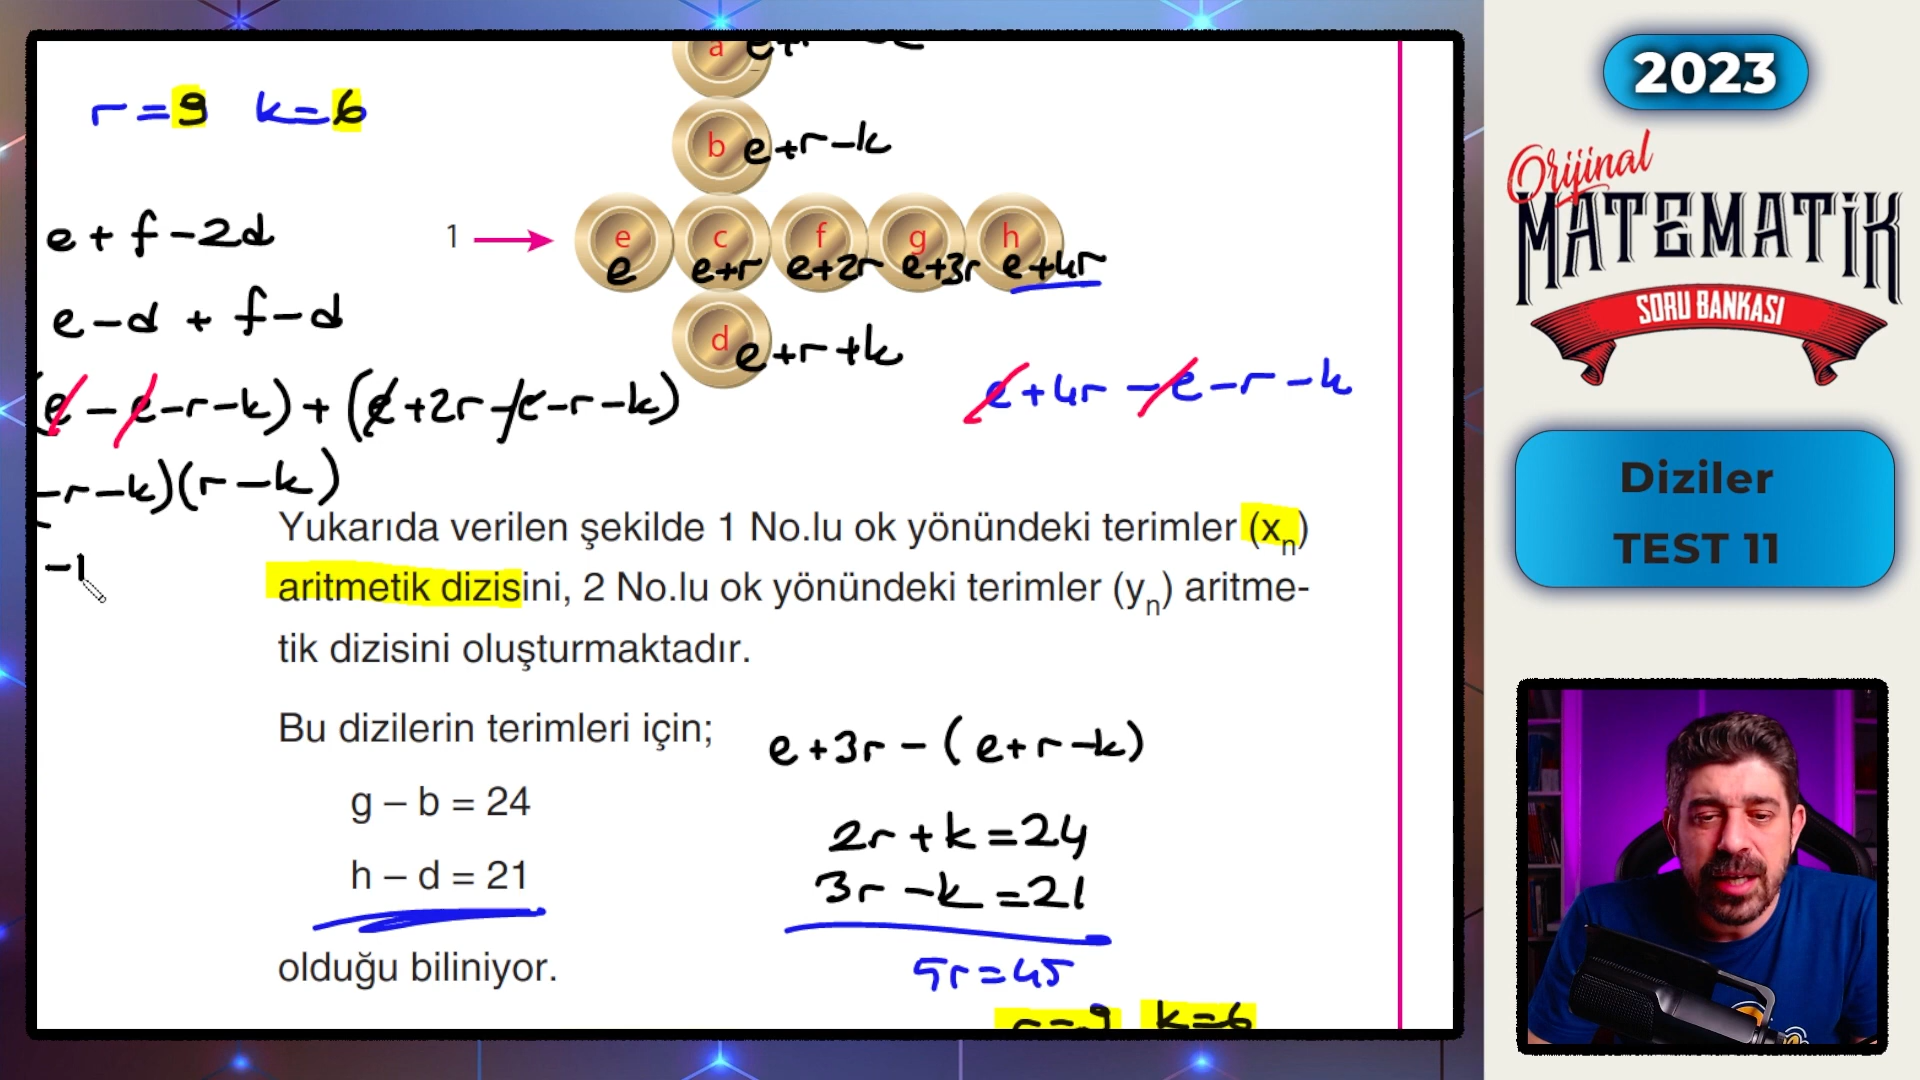 r=9 k=6
a
b e+r-k
e+f-2d
1
e c f g h
e e+r e+2r e+3r e+4r
e-d + f-d
d e+r+k
(e-e-r-k)+(e+2r-e-r-k)
e+4r-e-r-k
-r-k)(r-k)
-1
Yukarıda verilen şekilde 1 No.lu ok yönündeki terimler (xn)
aritmetik dizisini, 2 No.lu ok yönündeki terimler (yn) aritme-
tik dizisini oluşturmaktadır.
Bu dizilerin terimleri için;
e+3r-(e+r-k)
g – b = 24
2r+k=24
h – d = 21
3r-k=21
olduğu biliniyor.
5r=45
r=9 k=6
2023
Orijinal
MATEMATİK
SORU BANKASI
Diziler
TEST 11